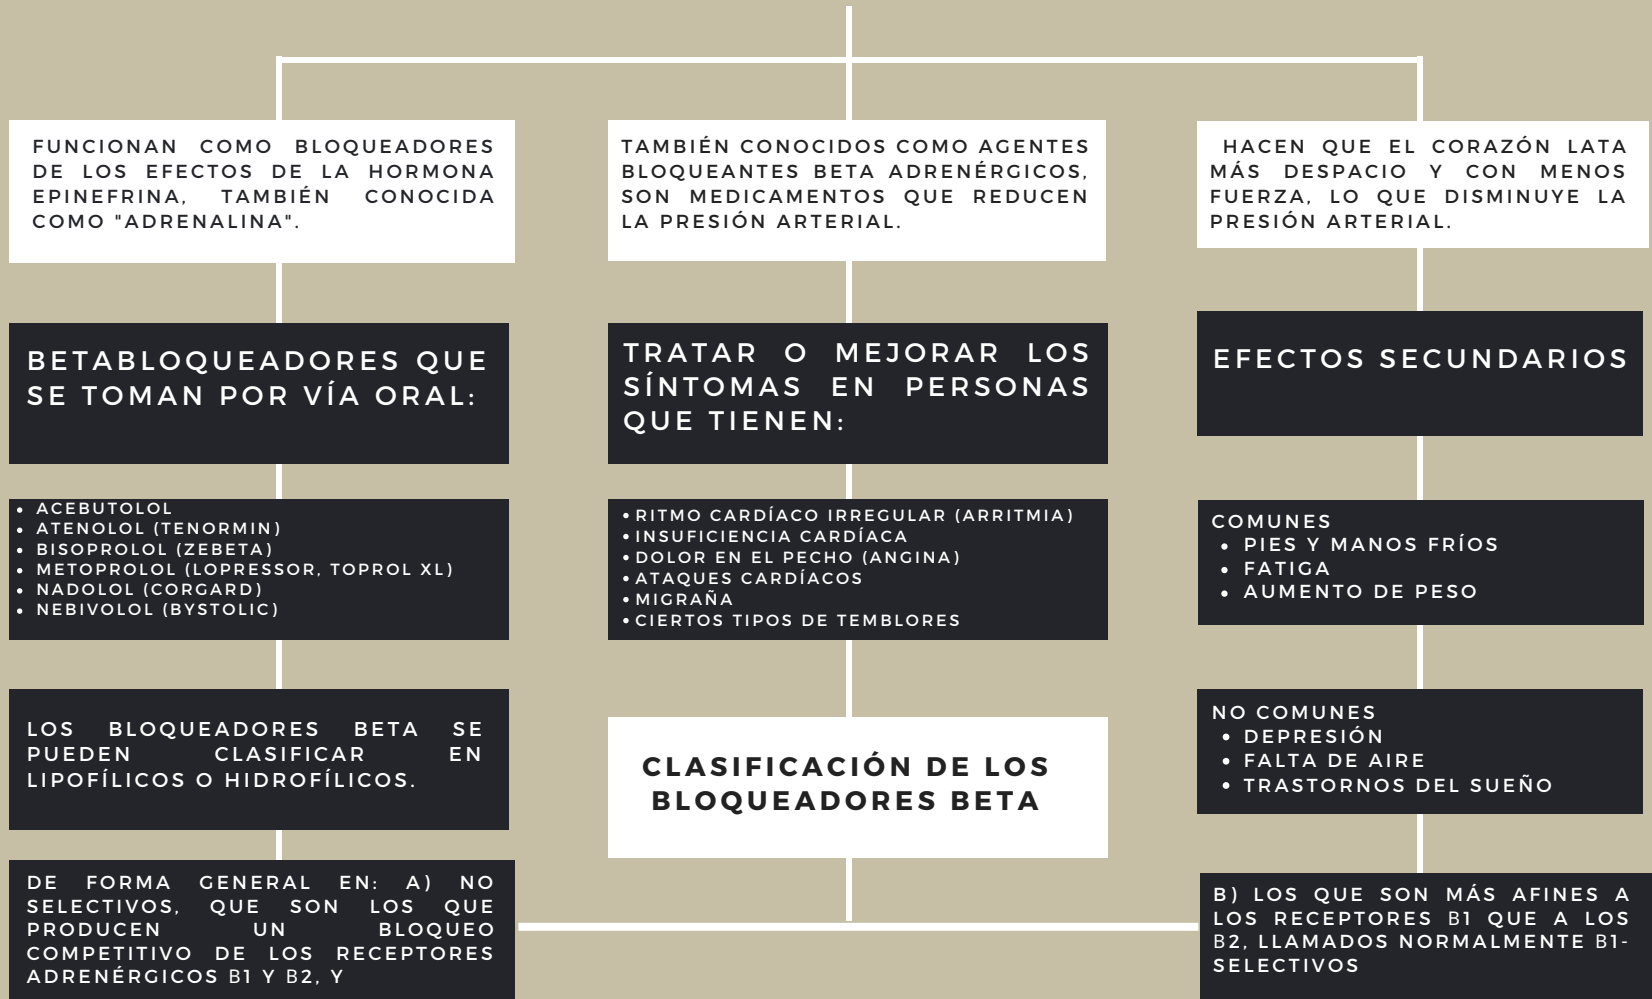 FUNCIONAN COMO BLOQUEADORES
DE LOS EFECTOS DE LA HORMONA
EPINEFRINA, TAMBIÉN CONOCIDA
COMO "ADRENALINA".
TAMBIÉN CONOCIDOS COMO AGENTES
BLOQUEANTES BETA ADRENÉRGICOS,
SON MEDICAMENTOS QUE REDUCEN
LA PRESIÓN ARTERIAL.
HACEN QUE EL CORAZÓN LATA
MÁS DESPACIO Y CON MENOS
FUERZA, LO QUE DISMINUYE LA
PRESIÓN ARTERIAL.
BETABLOQUEADORES QUE
SE TOMAN POR VÍA ORAL:
TRATAR O MEJORAR LOS
SÍNTOMAS EN PERSONAS
QUE TIENEN:
EFECTOS SECUNDARIOS
• ACEBUTOLOL
• ATENOLOL (TENORMIN)
• BISOPROLOL (ZEBETA)
• METOPROLOL (LOPRESSOR, TOPROL XL)
• NADOLOL (CORGARD)
• NEBIVOLOL (BYSTOLIC)
• RITMO CARDÍACO IRREGULAR (ARRITMIA)
• INSUFICIENCIA CARDÍACA
• DOLOR EN EL PECHO (ANGINA)
• ATAQUES CARDÍACOS
• MIGRAÑA
• CIERTOS TIPOS DE TEMBLORES
COMUNES
• PIES Y MANOS FRÍOS
• FATIGA
• AUMENTO DE PESO
LOS BLOQUEADORES BETA SE
PUEDEN CLASIFICAR EN
LIPOFÍLICOS O HIDROFÍLICOS.
CLASIFICACIÓN DE LOS
BLOQUEADORES BETA
NO COMUNES
• DEPRESIÓN
• FALTA DE AIRE
• TRASTORNOS DEL SUEÑO
DE FORMA GENERAL EN: A) NO
SELECTIVOS, QUE SON LOS QUE
PRODUCEN UN BLOQUEO
COMPETITIVO DE LOS RECEPTORES
ADRENÉRGICOS Β1 Y Β2, Y
B) LOS QUE SON MÁS AFINES A
LOS RECEPTORES Β1 QUE A LOS
Β2, LLAMADOS NORMALMENTE Β1-
SELECTIVOS